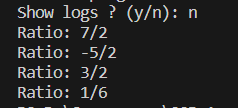 Show logs ? (y/n): n
Ratio: 7/2
Ratio: -5/2
Ratio: 3/2
Ratio: 1/6